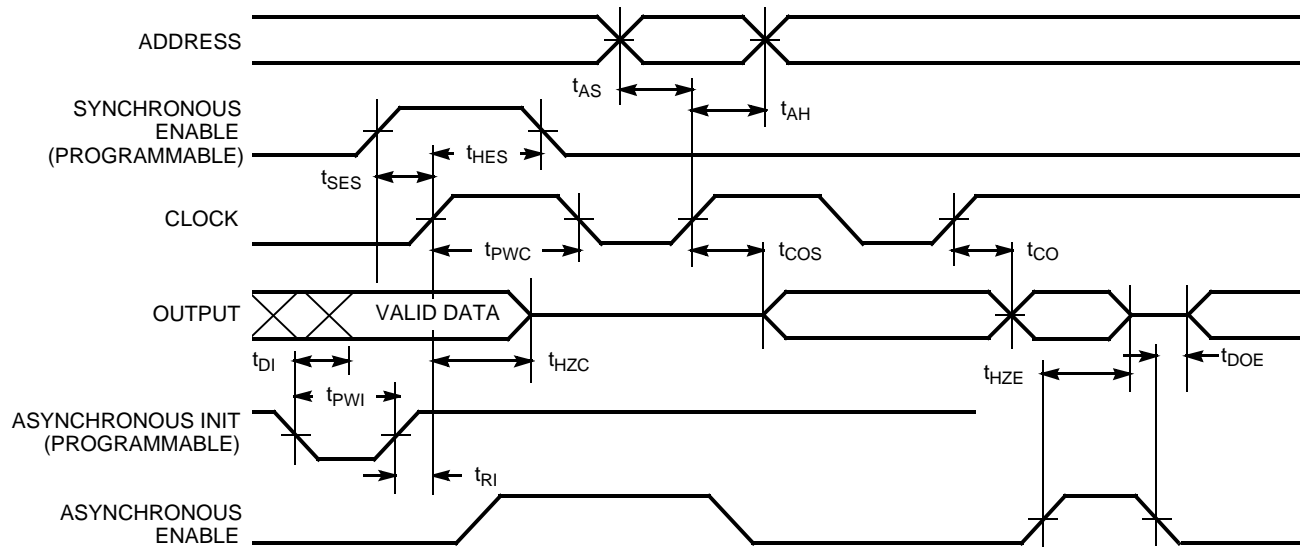 ADDRESS
tAS
tAH
SYNCHRONOUS
ENABLE
(PROGRAMMABLE)
tHES
tSES
CLOCK
tPWC
tCOS
tCO
OUTPUT
VALID DATA
tDI
tHZC
tHZE
tDOE
tPWI
ASYNCHRONOUS INIT
(PROGRAMMABLE)
tRI
ASYNCHRONOUS
ENABLE